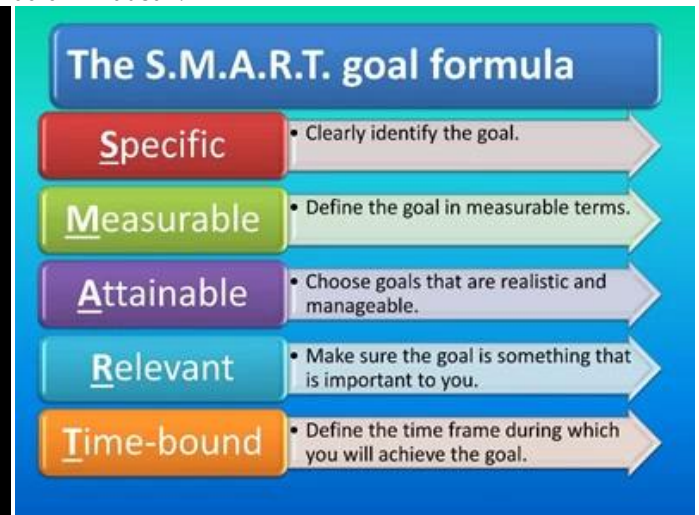 The S.M.A.R.T. goal formula
Specific
• Clearly identify the goal.
Measurable
• Define the goal in measurable terms.
Attainable
• Choose goals that are realistic and
manageable.
Relevant
• Make sure the goal is something that
is important to you.
Time-bound
• Define the time frame during which
you will achieve the goal.